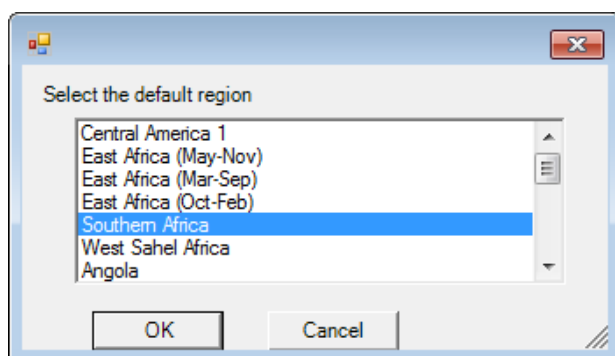 Select the default region
Central America 1
East Africa (May-Nov)
East Africa (Mar-Sep)
East Africa (Oct-Feb)
Southern Africa
West Sahel Africa
Angola
OK
Cancel